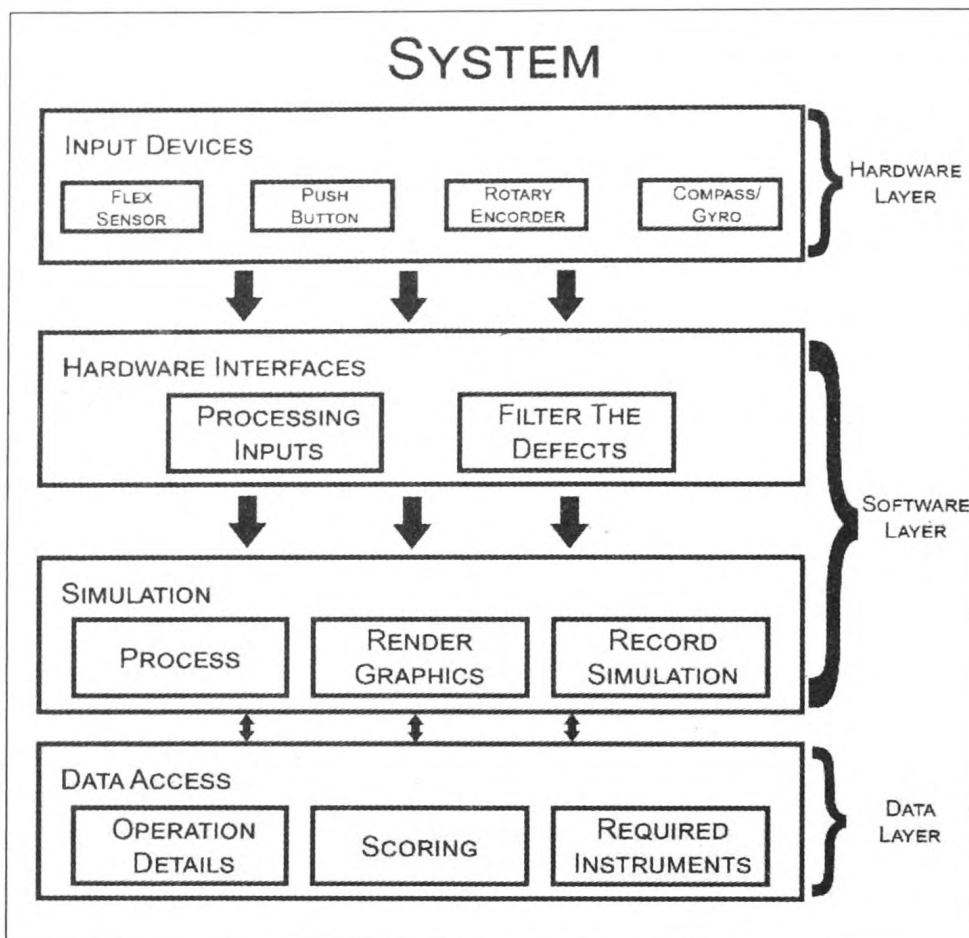 SYSTEM
INPUT DEVICES
FLEX
SENSOR
PUSH
BUTTON
ROTARY
ENCORDER
COMPASS/
GYRO
HARDWARE
LAYER
HARDWARE INTERFACES
PROCESSING
INPUTS
FILTER THE
DEFECTS
SOFTWARE
LAYER
SIMULATION
PROCESS
RENDER
GRAPHICS
RECORD
SIMULATION
DATA ACCESS
OPERATION
DETAILS
SCORING
REQUIRED
INSTRUMENTS
DATA
LAYER